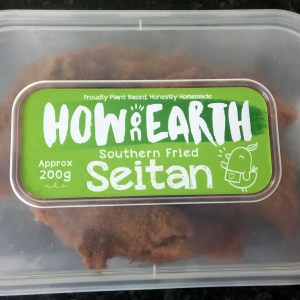 Proudly Plant Based, Honestly Homemade
HOW ON EARTH
Southern Fried
Seitan
Approx
200g